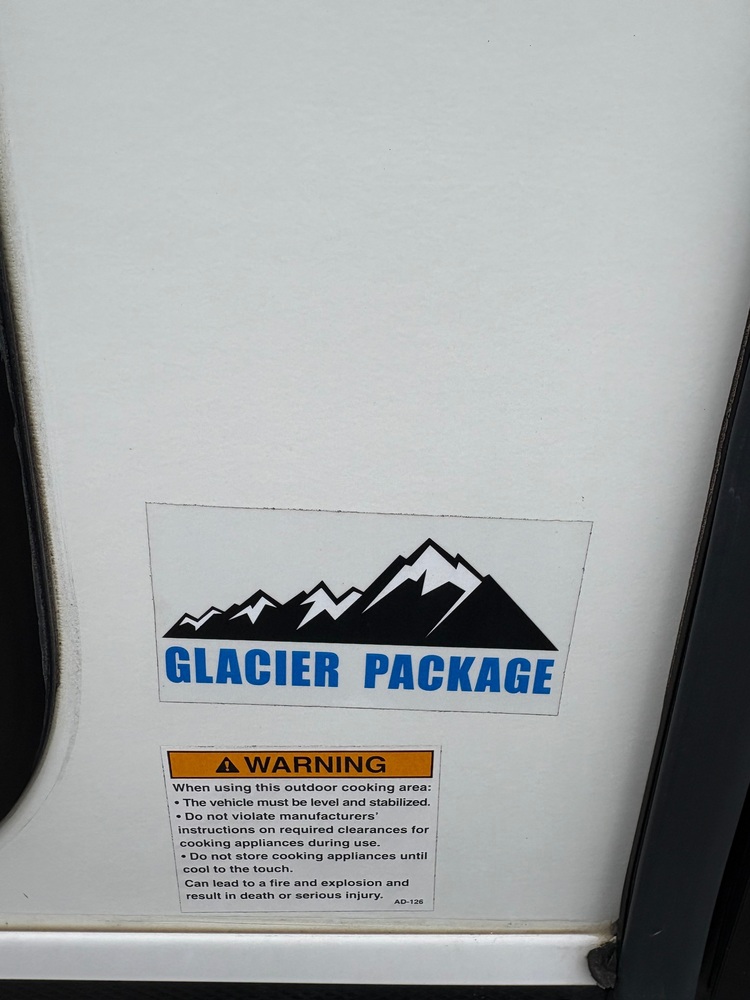 GLACIER PACKAGE
WARNING
When using this outdoor cooking area:
• The vehicle must be level and stabilized.
• Do not violate manufacturers'
instructions on required clearances for
cooking appliances during use.
• Do not store cooking appliances until
cool to the touch.
Can lead to a fire and explosion and
result in death or serious injury.
AD-126